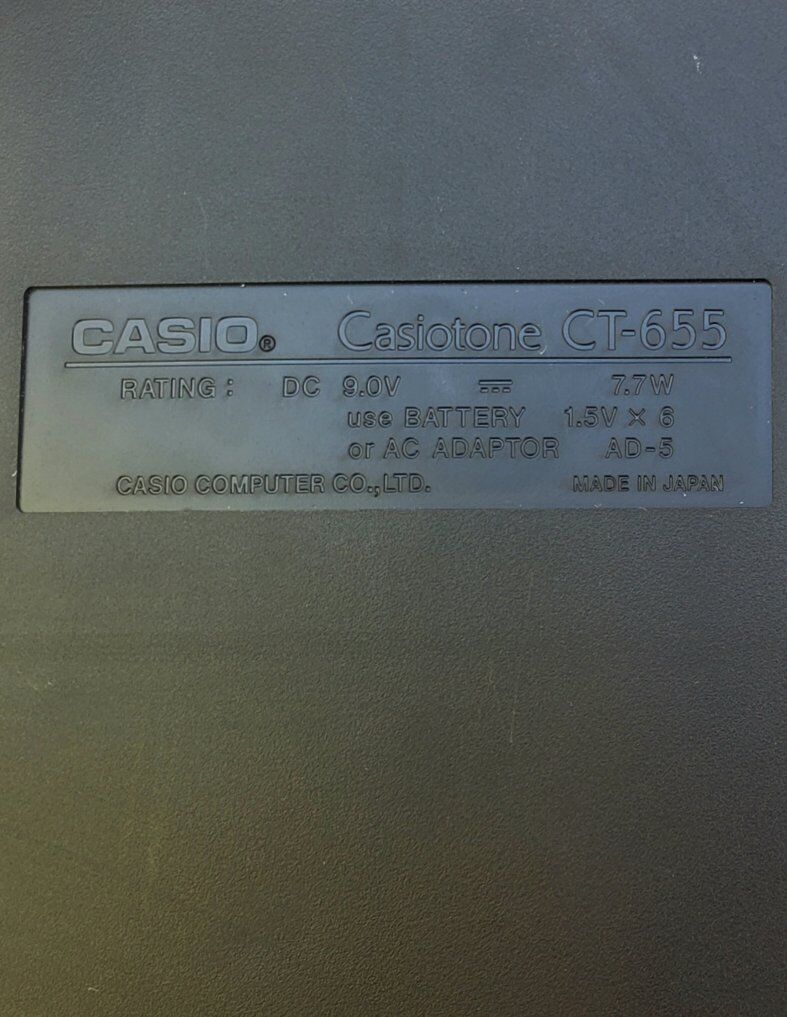 CASIO® Casiotone CT-655
RATING : DC 9.0V ⎓ 7.7W
use BATTERY 1.5V × 6
or AC ADAPTOR AD-5
CASIO COMPUTER CO.,LTD. MADE IN JAPAN